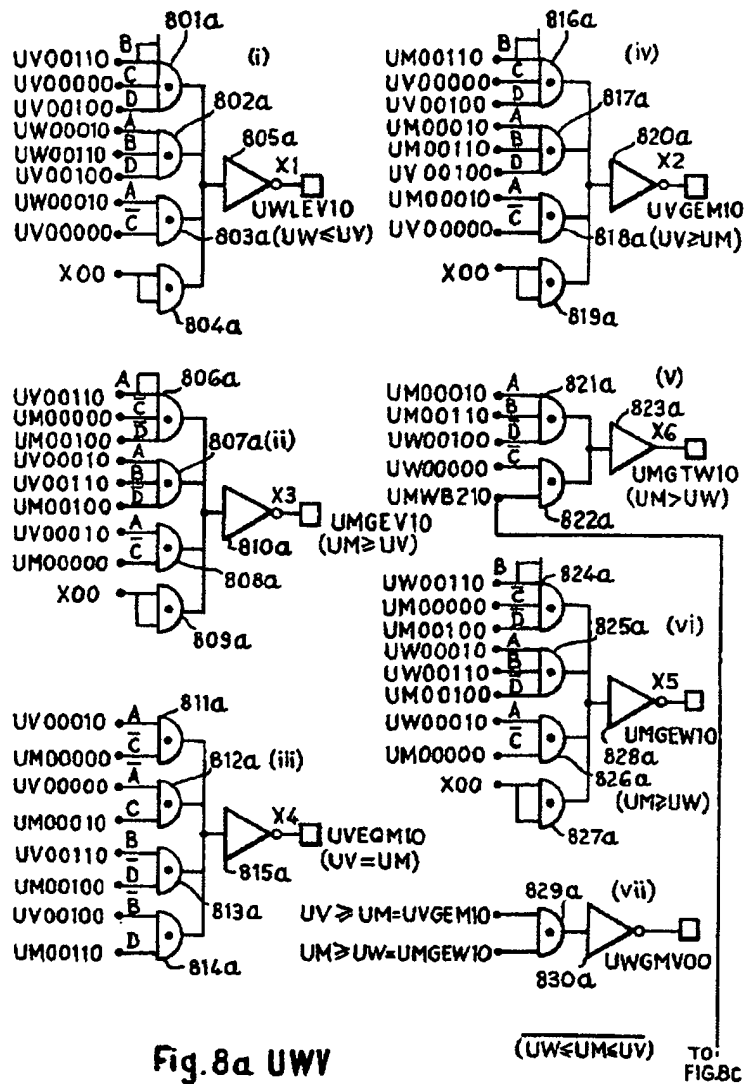 801a
B
UV00110
C
UV00000
D
UV00100
(i)
802a
A
UW00010
B
UW00110
D
UV00100
805a
X1
UWLEV10
A
UW00010
C̅
UV00000
803a (UW≤UV)
X00
804a
816a
B
UM00110
C
UV00000
D
UV00100
(iv)
817a
A
UM00010
B
UM00110
D
UV00100
820a
X2
UVGEM10
A
UM00010
C̅
UV00000
818a (UV≥UM)
X00
819a
806a
A
UV00110
C̅
UM00000
D̅
UM00100
807a (ii)
A
UV00010
B
UV00110
D̅
UM00100
X3
810a
UMGEV10
(UM≥UV)
A
UV00010
C̅
UM00000
808a
X00
809a
821a
(v)
A
UM00010
B
UM00110
D̅
UW00100
C̅
UW00000
UMWB210
823a
X6
UMGTW10
(UM>UW)
822a
824a
B
UW00110
C̅
UM00000
D̅
UM00100
825a
(vi)
A
UW00010
B
UW00110
D̅
UM00100
X5
UMGEW10
828a
A
UW00010
C̅
UM00000
826a
(UM≥UW)
X00
827a
811a
A
UV00010
C̅
UM00000
812a (iii)
A̅
UV00000
C
UM00010
X4
UVEQM10
(UV=UM)
815a
B
UV00110
D̅
UM00100
813a
B̅
UV00100
D
UM00110
814a
829a
(vii)
UV≥UM=UVGEM10
UM≥UW=UMGEW10
830a
UWGMV00
(UW≤UM≤UV)
TO
FIG.8C
Fig.8a UWV